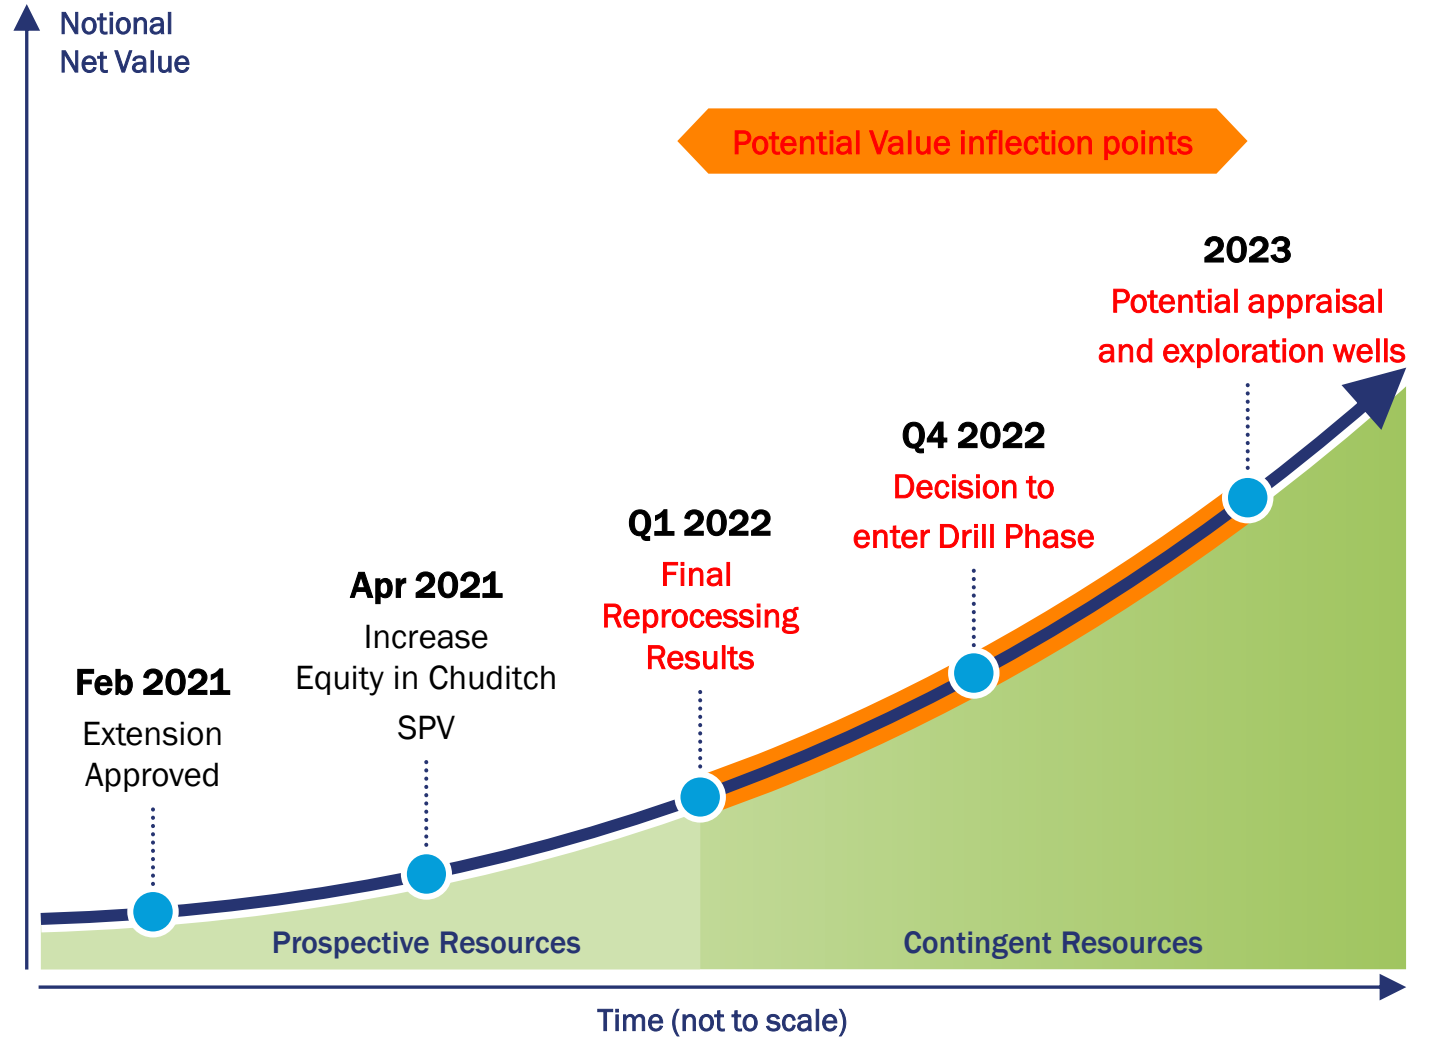 Notional
Net Value
Potential Value inflection points
2023
Potential appraisal
and exploration wells
Q4 2022
Decision to
enter Drill Phase
Q1 2022
Final
Reprocessing
Results
Apr 2021
Increase
Equity in Chuditch
SPV
Feb 2021
Extension
Approved
Prospective Resources
Contingent Resources
Time (not to scale)